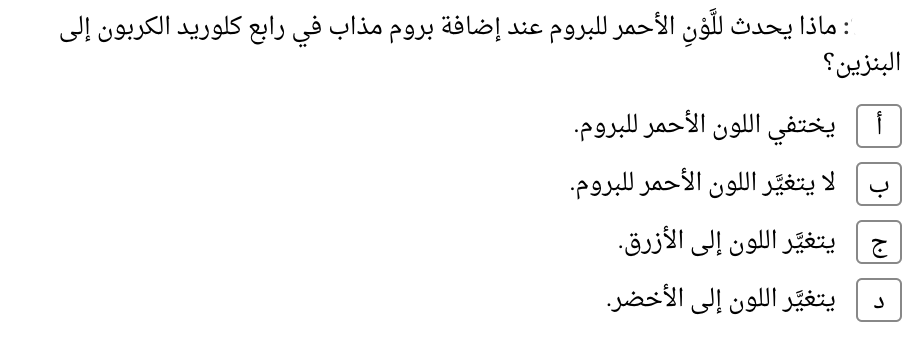 : ماذا يحدث للَّوْنِ الأحمر للبروم عند إضافة بروم مذاب في رابع كلوريد الكربون إلى
البنزين؟
أ يختفي اللون الأحمر للبروم.
ب لا يتغيَّر اللون الأحمر للبروم.
ج يتغيَّر اللون إلى الأزرق.
د يتغيَّر اللون إلى الأخضر.